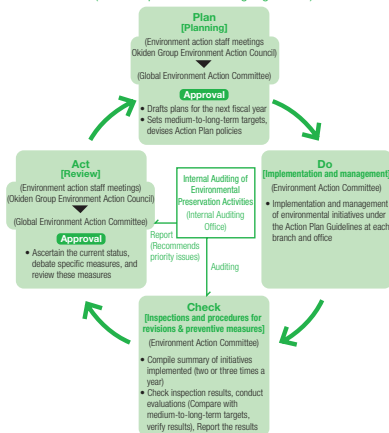 Plan
[Planning]
(Environment action staff meetings
Okiden Group Environment Action Council)
(Global Environment Action Committee)
Approval
• Drafts plans for the next fiscal year
• Sets medium-to-long-term targets,
devises Action Plan policies
Act
[Review]
(Environment action staff meetings)
(Okiden Group Environment Action Council)
(Global Environment Action Committee)
Approval
• Ascertain the current status,
debate specific measures, and
review these measures
Internal Auditing of
Environmental
Preservation Activities
(Internal Auditing
Office)
Report
(Recommends
priority issues)
Auditing
Do
[Implementation and management]
(Environment Action Committee)
• Implementation and management
of environmental initiatives under
the Action Plan Guidelines at each
branch and office
Check
[Inspections and procedures for
revisions & preventive measures]
(Environment Action Committee)
• Compile summary of initiatives
implemented (two or three times a
year)
• Check inspection results, conduct
evaluations (Compare with
medium-to-long-term targets,
verify results), Report the results